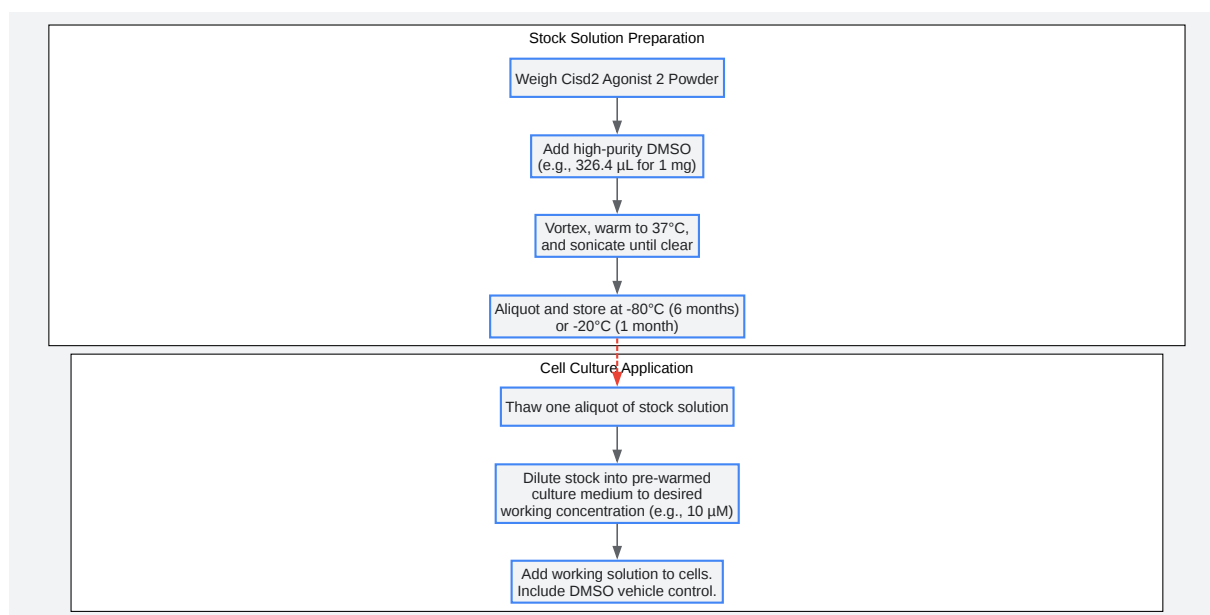 Stock Solution Preparation
Weigh Cisd2 Agonist 2 Powder
Add high-purity DMSO
(e.g., 326.4 µL for 1 mg)
Vortex, warm to 37°C,
and sonicate until clear
Aliquot and store at -80°C (6 months)
or -20°C (1 month)
Cell Culture Application
Thaw one aliquot of stock solution
Dilute stock into pre-warmed
culture medium to desired
working concentration (e.g., 10 µM)
Add working solution to cells.
Include DMSO vehicle control.